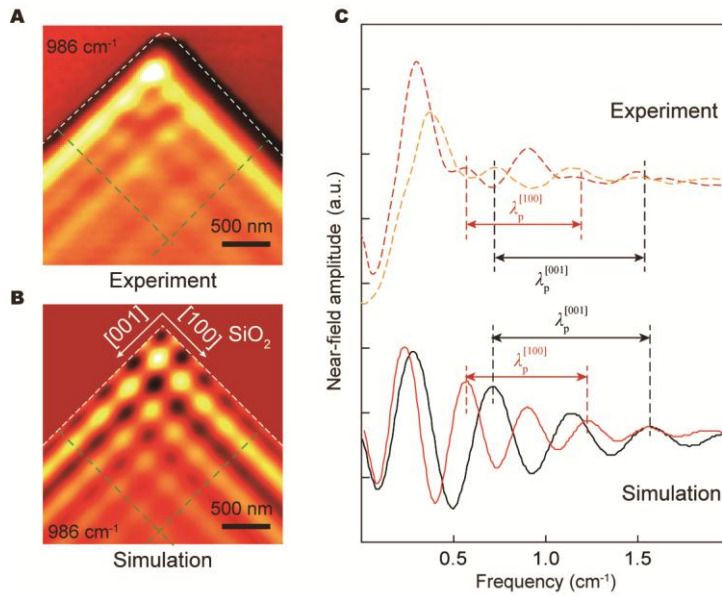 A
986 cm⁻¹
500 nm
Experiment
B
[001]
[100]
SiO₂
986 cm⁻¹
500 nm
Simulation
C
Near-field amplitude (a.u.)
Experiment
λp[100]
λp[001]
λp[001]
λp[100]
Simulation
0.5 1.0 1.5
Frequency (cm⁻¹)